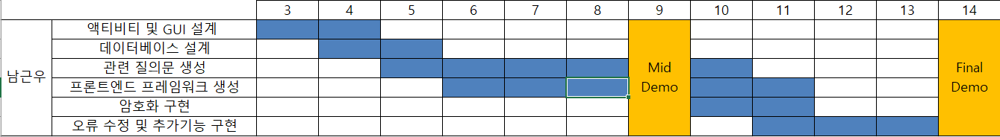 3 4 5 6 7 8 9 10 11 12 13 14
액티비티 및 GUI 설계
데이터베이스 설계
관련 질의문 생성
남근우
프론트엔드 프레임워크 생성
암호화 구현
오류 수정 및 추가기능 구현
Mid
Demo
Final
Demo